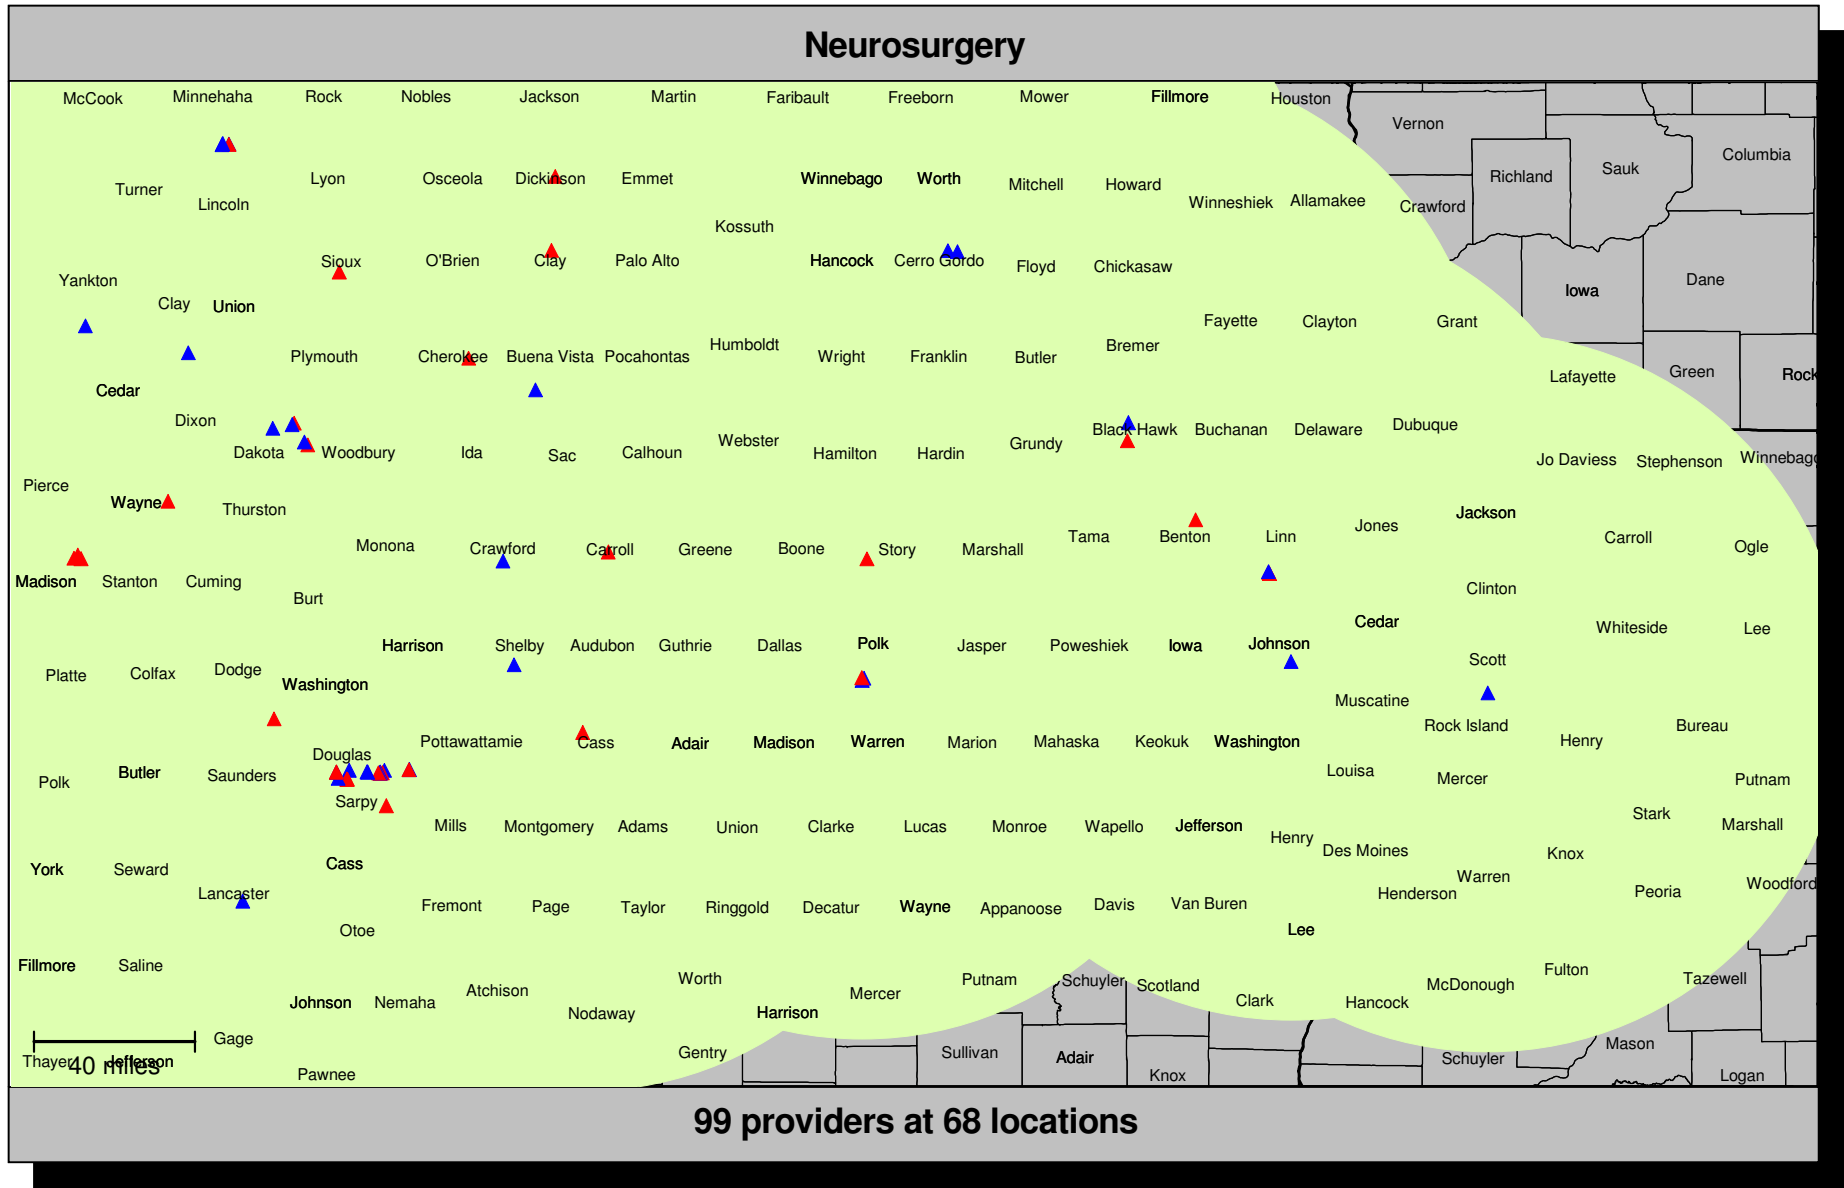 Neurosurgery
McCook Minnehaha Rock Nobles Jackson Martin Faribault Freeborn Mower Fillmore Houston
Vernon
Columbia
Sauk
Richland
Turner Lyon Osceola Dickinson Emmet Winnebago Worth Mitchell Howard
Lincoln Winneshiek Allamakee Crawford
Kossuth
Sioux O'Brien Clay Palo Alto Hancock Cerro Gordo Floyd Chickasaw
Yankton Dane
Clay Union Iowa
Fayette Clayton Grant
Plymouth Cherokee Buena Vista Pocahontas Humboldt Wright Franklin Butler Bremer
Cedar Lafayette Green Rock
Dixon Black Hawk Buchanan Delaware Dubuque
Dakota Woodbury Ida Sac Calhoun Webster Hamilton Hardin Grundy
Jo Daviess Stephenson Winnebago
Pierce
Wayne Thurston Jackson
Monona Crawford Carroll Greene Boone Story Marshall Tama Benton Linn Jones Carroll Ogle
Madison Stanton Cuming Clinton
Burt
Cedar Whiteside Lee
Harrison Shelby Audubon Guthrie Dallas Polk Jasper Poweshiek Iowa Johnson
Scott
Platte Colfax Dodge
Washington Muscatine
Rock Island Bureau
Pottawattamie Cass Adair Madison Warren Marion Mahaska Keokuk Washington Henry
Douglas
Polk Butler Saunders Louisa Mercer Putnam
Sarpy
Stark
Mills Montgomery Adams Union Clarke Lucas Monroe Wapello Jefferson Marshall
Henry
Des Moines Knox
York Seward Cass Warren
Lancaster Henderson Peoria Woodford
Fremont Page Taylor Ringgold Decatur Wayne Appanoose Davis Van Buren
Otoe Lee
Fillmore Saline Fulton
Worth Putnam Schuyler Scotland McDonough Tazewell
Atchison Mercer
Johnson Nemaha Clark Hancock
Nodaway Harrison
Gage Mason
Gentry Sullivan Adair Schuyler
Thayer Jefferson
40 miles
Pawnee Knox Logan
99 providers at 68 locations